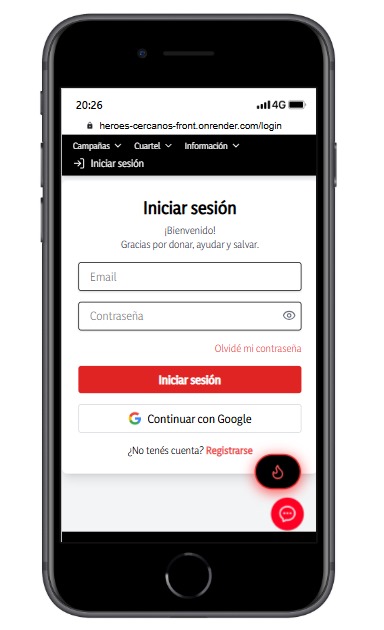 20:26 4G
heroes-cercanos-front.onrender.com/login
Campañas Cuartel Información
Iniciar sesión
Iniciar sesión
¡Bienvenido!
Gracias por donar, ayudar y salvar.
Email
Contraseña
Olvidé mi contraseña
Iniciar sesión
Continuar con Google
¿No tenés cuenta? Registrarse